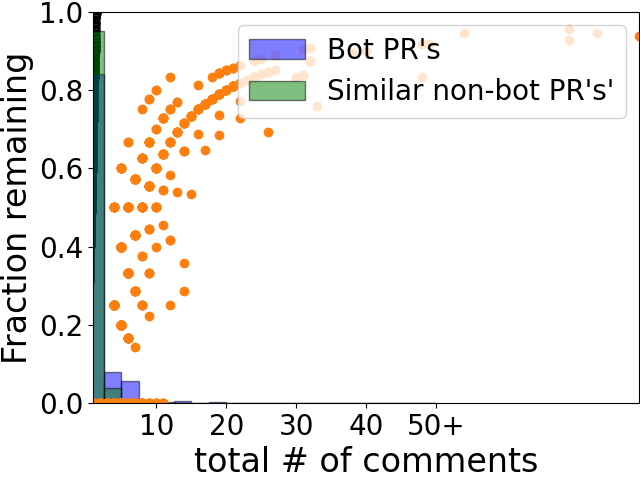 1.0
0.8
0.6
0.4
0.2
0.0
Fraction remaining
Bot PR's
Similar non-bot PR's'
10 20 30 40 50+
total # of comments